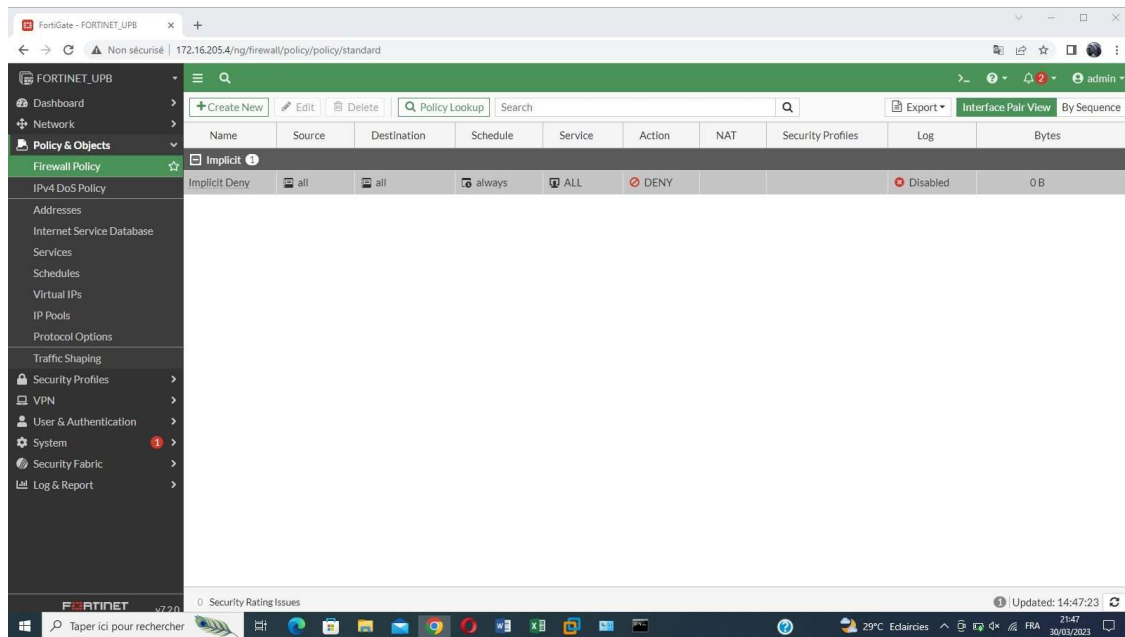 FortiGate - FORTINET_UPB
Non sécurisé | 172.16.205.4/ng/firewall/policy/policy/standard
FORTINET_UPB
>_ 2 admin
Dashboard
Network
Policy & Objects
Firewall Policy
IPv4 DoS Policy
Addresses
Internet Service Database
Services
Schedules
Virtual IPs
IP Pools
Protocol Options
Traffic Shaping
Security Profiles
VPN
User & Authentication
System 1
Security Fabric
Log & Report
FORTINET v7.2.0
+Create New Edit Delete Policy Lookup Search Export Interface Pair View By Sequence
Name Source Destination Schedule Service Action NAT Security Profiles Log Bytes
Implicit 1
Implicit Deny all all always ALL DENY Disabled 0 B
0 Security Rating Issues 1 Updated: 14:47:23
Taper ici pour rechercher 29°C Eclaircies FRA 21:47
30/03/2023